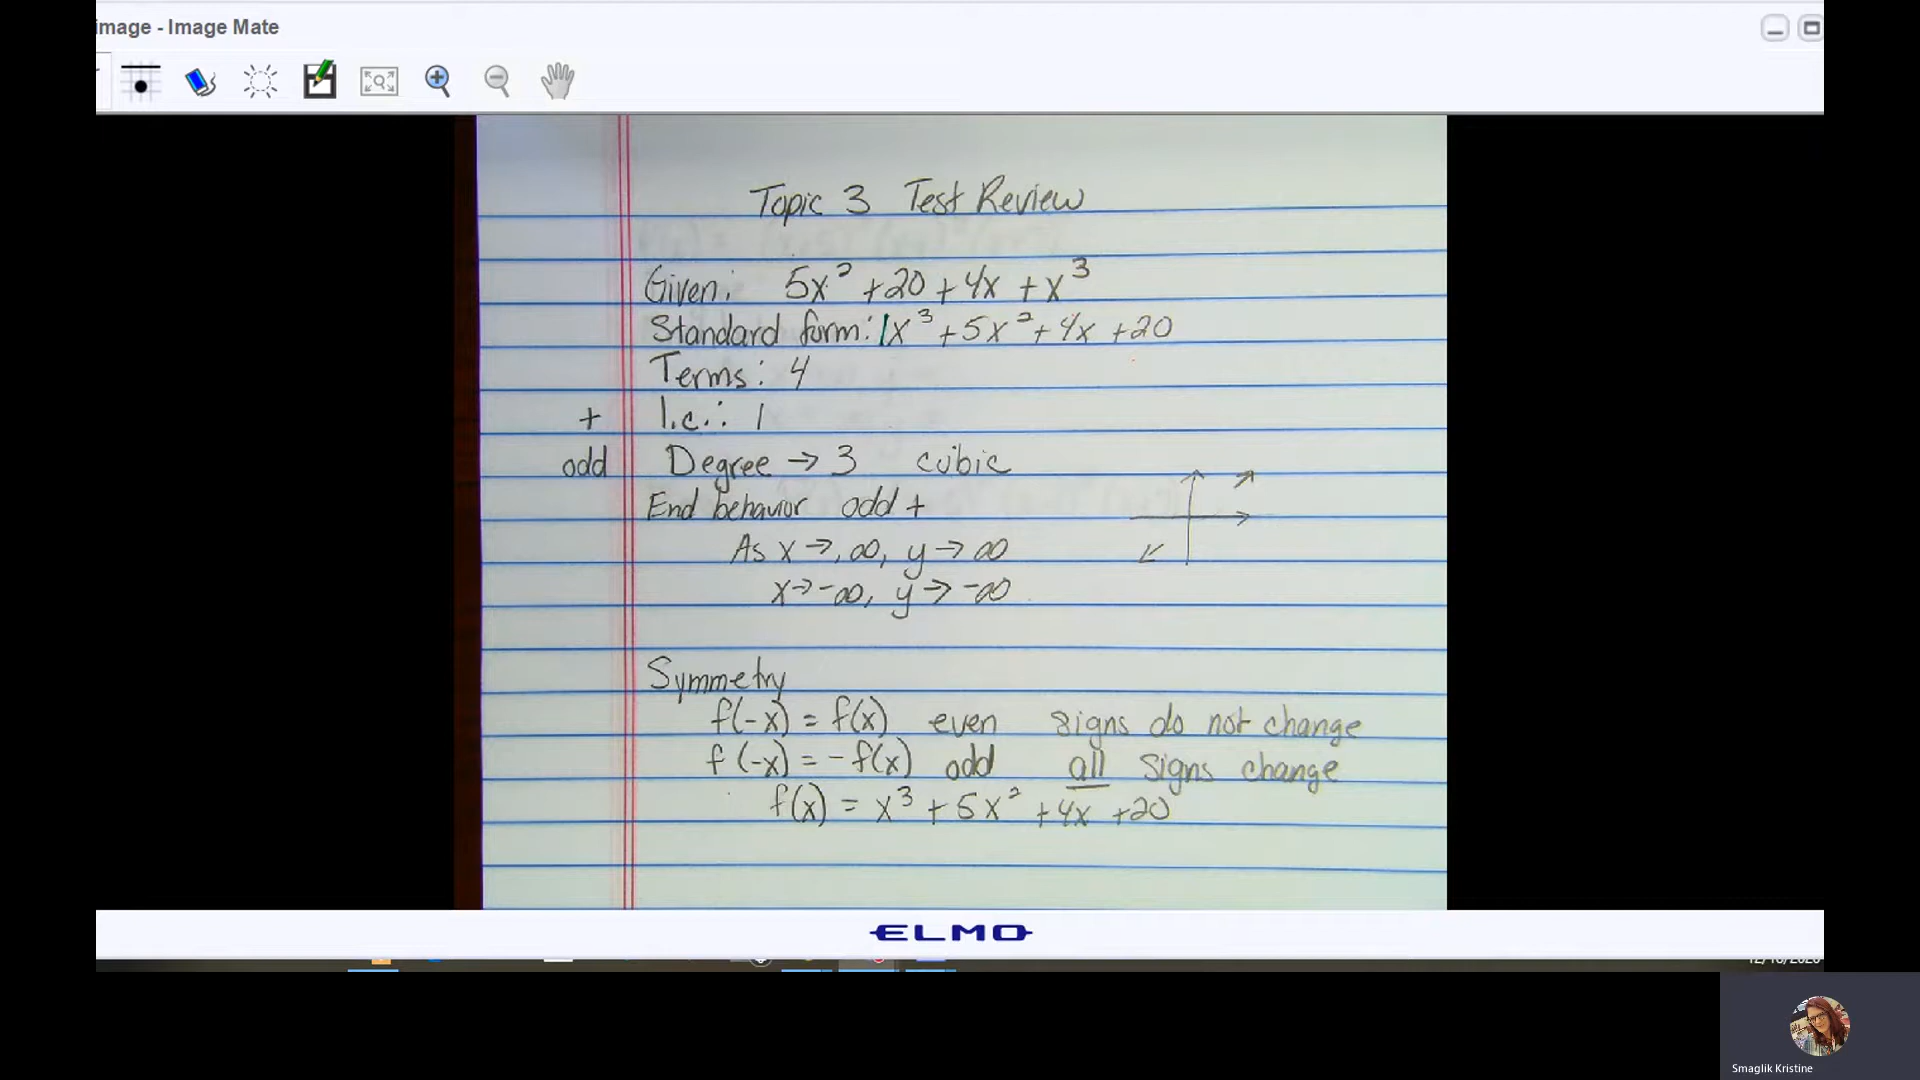 image - Image Mate
Topic 3 Test Review
Given: 5x² + 20 + 4x + x³
Standard form: 1x³ + 5x² + 4x + 20
Terms: 4
+ l.c.: 1
odd Degree → 3 cubic
End behavior odd +
As x → ∞, y → ∞
x → -∞, y → -∞
Symmetry
f(-x) = f(x) even signs do not change
f(-x) = -f(x) odd all signs change
f(x) = x³ + 5x² + 4x + 20
ELMO
Smaglik Kristine